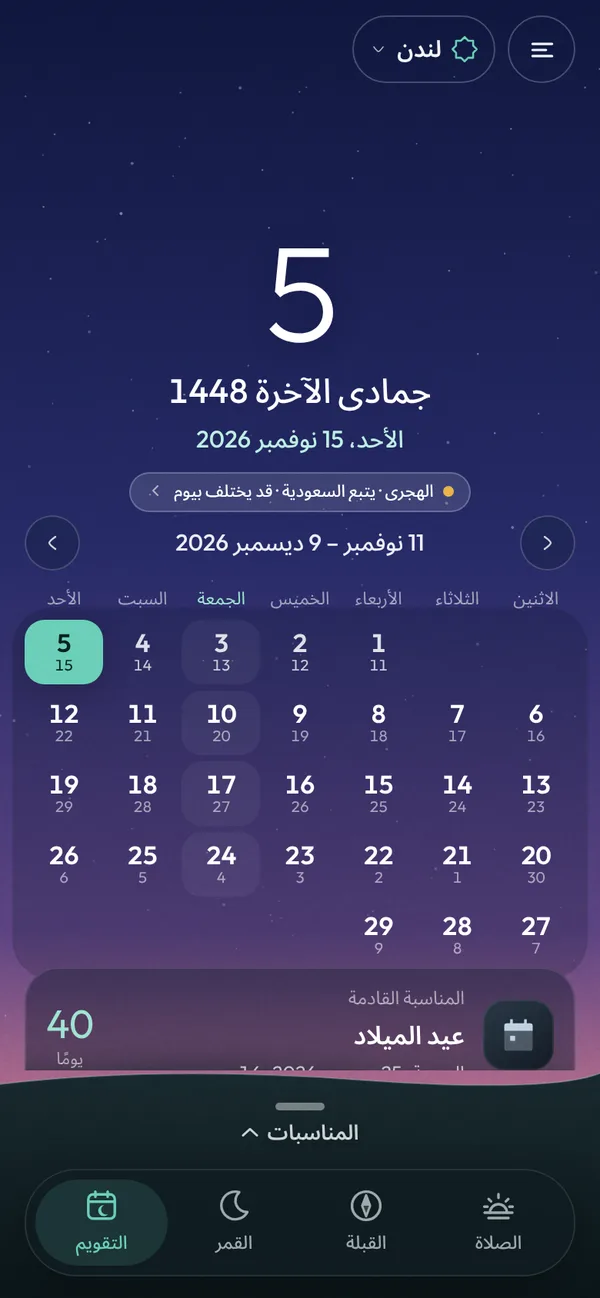 لندن
5
جمادى الآخرة 1448
الأحد، 15 نوفمبر 2026
الهجري · يتبع السعودية · قد يختلف بيوم
11 نوفمبر – 9 ديسمبر 2026
الاثنين الثلاثاء الأربعاء الخميس الجمعة السبت الأحد
1 2 3 4 5
11 12 13 14 15
6 7 8 9 10 11 12
16 17 18 19 20 21 22
13 14 15 16 17 18 19
23 24 25 26 27 28 29
20 21 22 23 24 25 26
30 1 2 3 4 5 6
27 28 29
7 8 9
المناسبة القادمة
عيد الميلاد
40
يومًا
المناسبات
الصلاة القبلة القمر التقويم